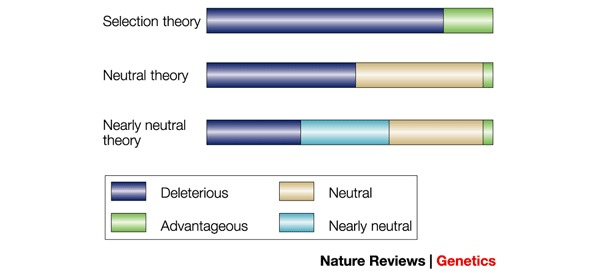 Selection theory
Neutral theory
Nearly neutral
theory
Deleterious
Neutral
Advantageous
Nearly neutral
Nature Reviews | Genetics